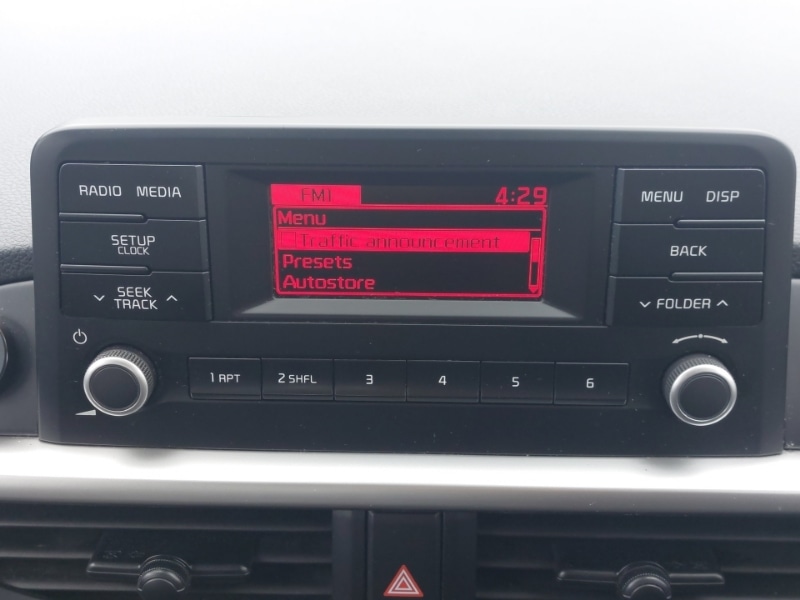 RADIO MEDIA
SETUP
CLOCK
SEEK
TRACK
FM1 4:29
Menu
Traffic announcement
Presets
Autostore
MENU DISP
BACK
FOLDER
1 RPT 2 SHFL 3 4 5 6